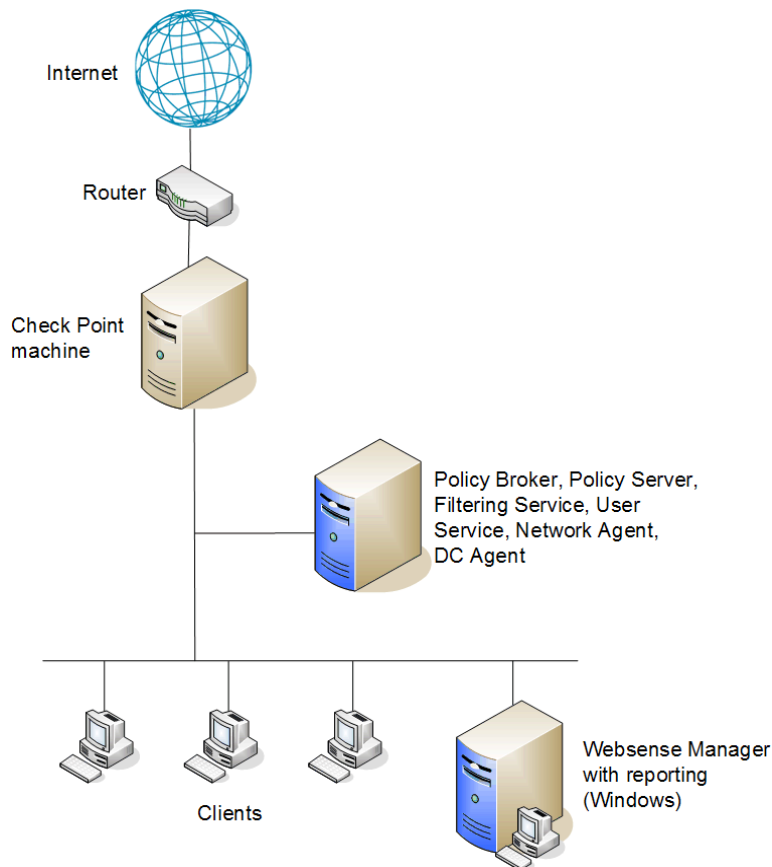 Internet
Router
Check Point
machine
Policy Broker, Policy Server,
Filtering Service, User
Service, Network Agent,
DC Agent
Clients
Websense Manager
with reporting
(Windows)